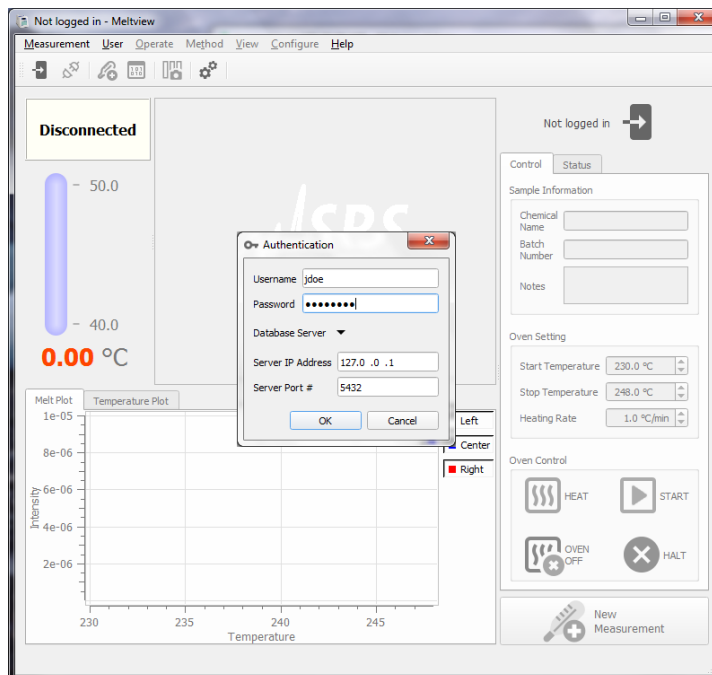 Not logged in - Meltview
Measurement User Operate Method View Configure Help
Disconnected
50.0
40.0
0.00 °C
SRS
Not logged in
Control Status
Sample Information
Chemical Name
Batch Number
Notes
Oven Setting
Start Temperature 230.0 °C
Stop Temperature 248.0 °C
Heating Rate 1.0 °C/min
Oven Control
HEAT START
OVEN OFF HALT
New Measurement
Authentication
Username jdoe
Password ●●●●●●●●
Database Server
Server IP Address 127.0 .0 .1
Server Port # 5432
OK Cancel
Melt Plot Temperature Plot
1e-05
8e-06
6e-06
4e-06
2e-06
Intensity
230 235 240 245
Temperature
Left
Center
Right